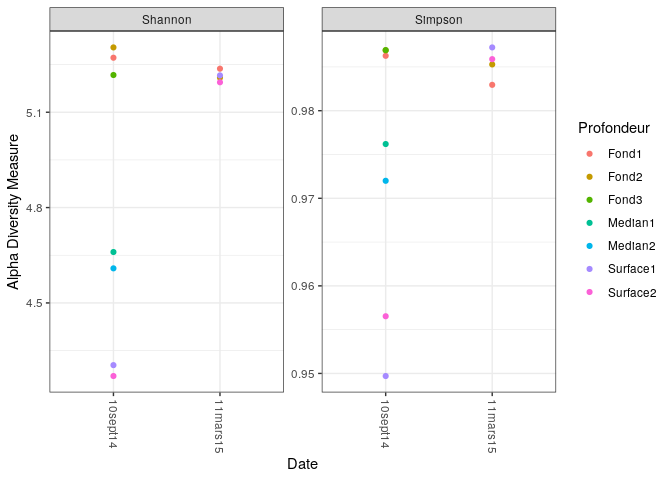 Shannon
Simpson
Alpha Diversity Measure
5.1
4.8
4.5
0.98
0.97
0.96
0.95
10sept14
11mars15
10sept14
11mars15
Date
Profondeur
Fond1
Fond2
Fond3
Median1
Median2
Surface1
Surface2